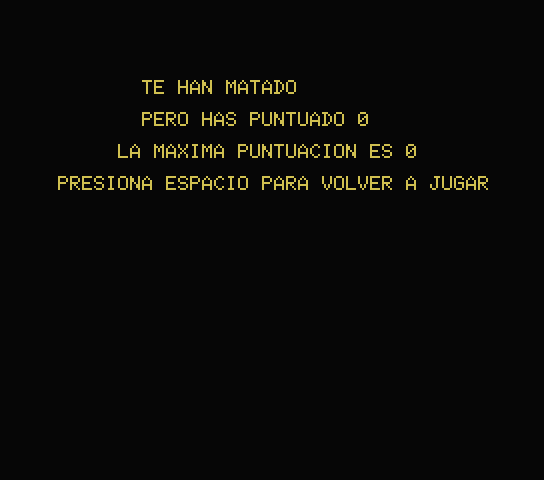 TE HAN MATADO
PERO HAS PUNTUADO 0
LA MAXIMA PUNTUACION ES 0
PRESIONA ESPACIO PARA VOLVER A JUGAR